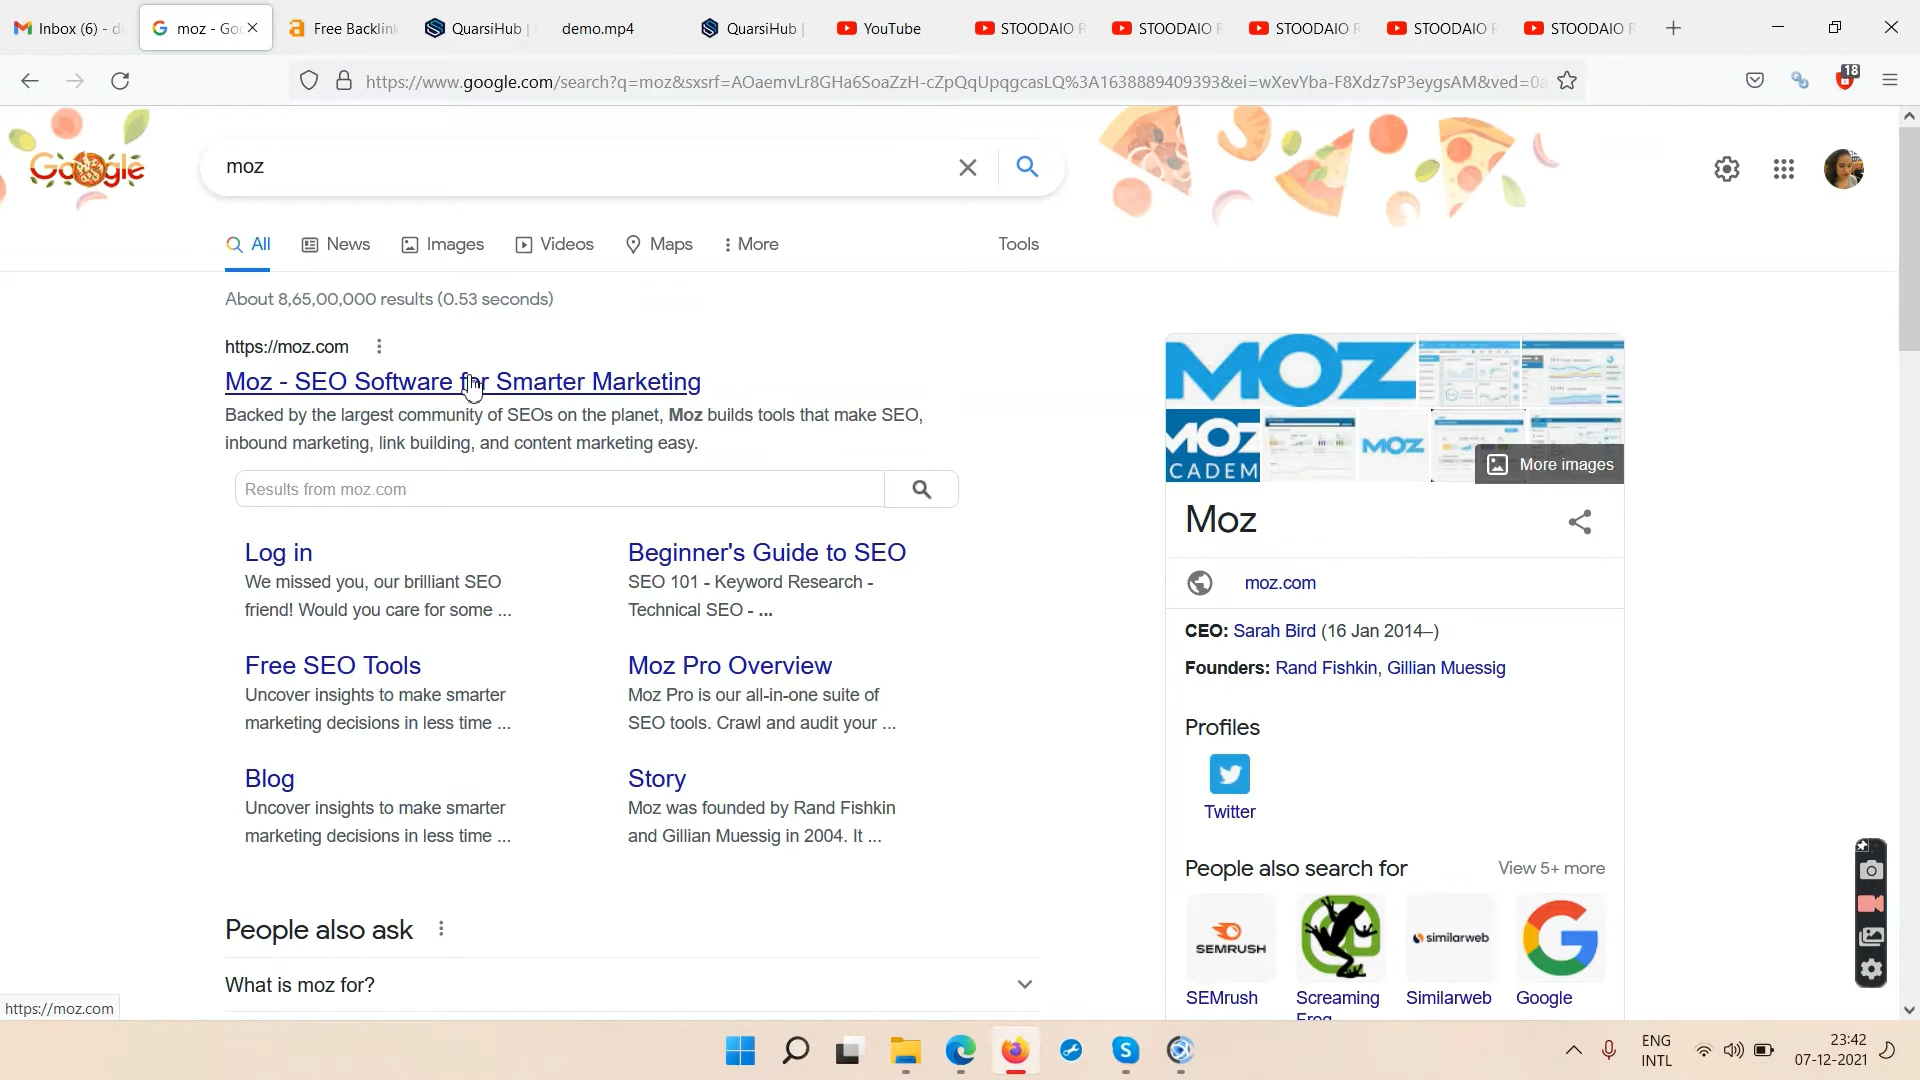 Inbox (6) - d
moz - Goo
Free Backlink
QuarsiHub |
demo.mp4
QuarsiHub |
YouTube
STOODAIO R
STOODAIO R
STOODAIO R
STOODAIO R
STOODAIO R
https://www.google.com/search?q=moz&sxsrf=AOaemvLr8GHa6SoaZzH-cZpQqUpqgcasLQ%3A1638889409393&ei=wXevYba-F8Xdz7sP3eygsAM&ved=0a
18
Google
moz
All
News
Images
Videos
Maps
More
Tools
About 8,65,00,000 results (0.53 seconds)
https://moz.com
Moz - SEO Software for Smarter Marketing
Backed by the largest community of SEOs on the planet, Moz builds tools that make SEO,
inbound marketing, link building, and content marketing easy.
Results from moz.com
Log in
We missed you, our brilliant SEO
friend! Would you care for some ...
Beginner's Guide to SEO
SEO 101 - Keyword Research -
Technical SEO - ...
Free SEO Tools
Uncover insights to make smarter
marketing decisions in less time ...
Moz Pro Overview
Moz Pro is our all-in-one suite of
SEO tools. Crawl and audit your ...
Blog
Uncover insights to make smarter
marketing decisions in less time ...
Story
Moz was founded by Rand Fishkin
and Gillian Muessig in 2004. It ...
People also ask
What is moz for?
MOZ
MOZ
CADEM
MOZ
More images
Moz
moz.com
CEO: Sarah Bird (16 Jan 2014–)
Founders: Rand Fishkin, Gillian Muessig
Profiles
Twitter
People also search for
View 5+ more
SEMRUSH
similarweb
SEMrush
Screaming
Frog
Similarweb
Google
https://moz.com
ENG
INTL
23:42
07-12-2021